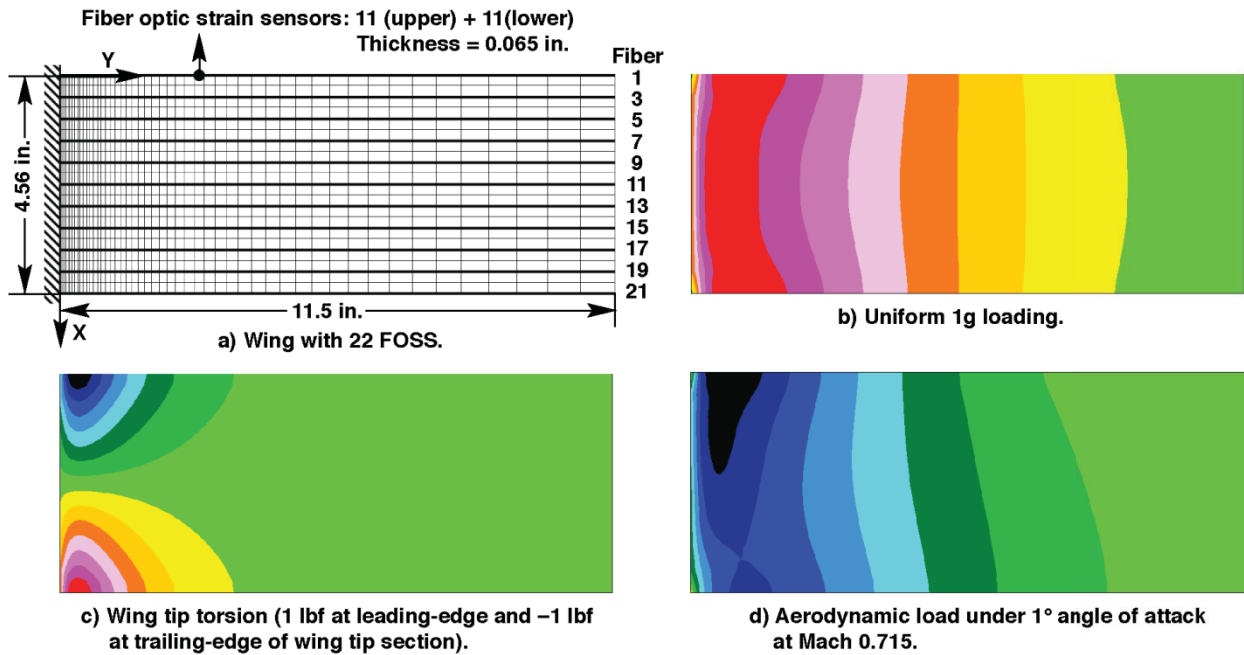 Fiber optic strain sensors: 11 (upper) + 11(lower)
Thickness = 0.065 in.
Fiber
Y
1
3
5
7
9
11
13
15
17
19
21
4.56 in.
11.5 in.
X
a) Wing with 22 FOSS.
b) Uniform 1g loading.
c) Wing tip torsion (1 lbf at leading-edge and –1 lbf
at trailing-edge of wing tip section).
d) Aerodynamic load under 1° angle of attack
at Mach 0.715.